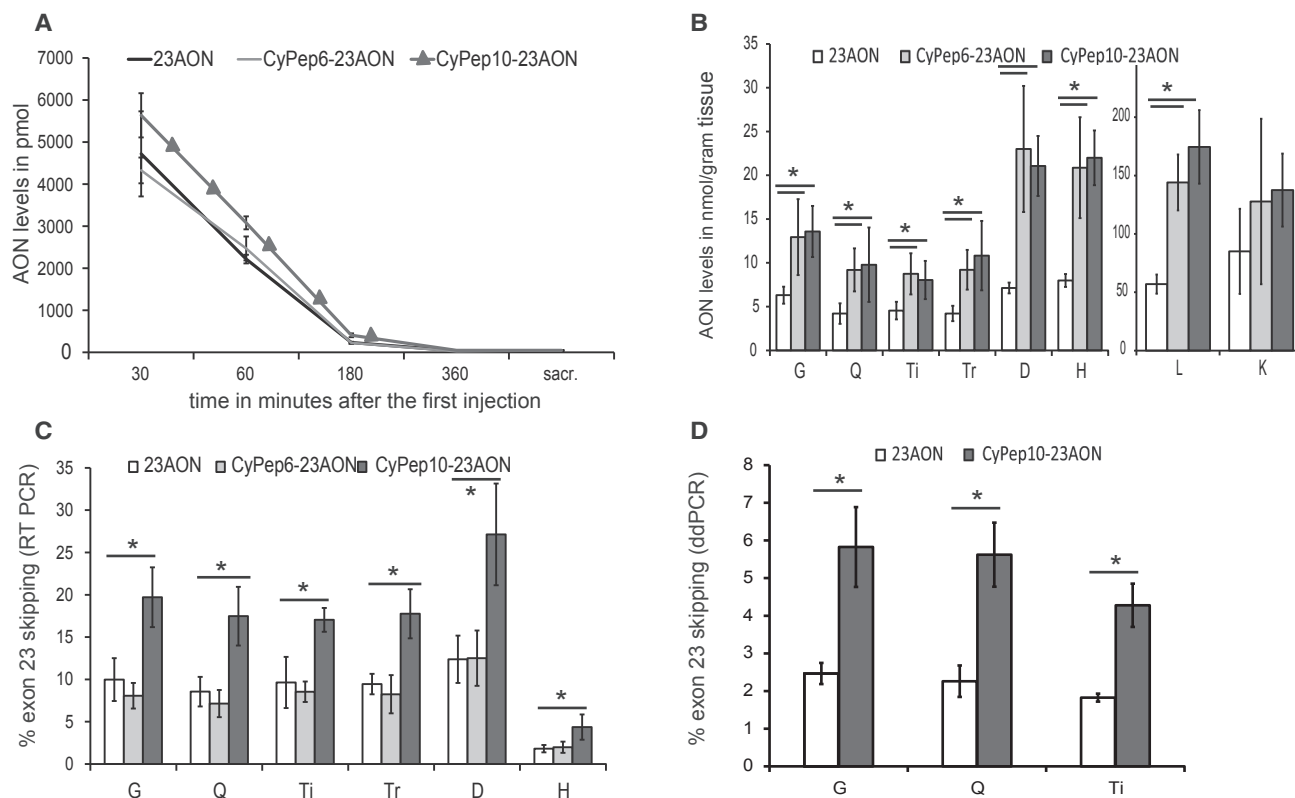 A
23AON CyPep6-23AON CyPep10-23AON
AON levels in pmol
7000
6000
5000
4000
3000
2000
1000
0
30 60 180 360 sacr.
time in minutes after the first injection
B
23AON CyPep6-23AON CyPep10-23AON
AON levels in nmol/gram tissue
35
30
25
20
15
10
5
0
* * * * * *
200
150
100
50
0
G Q Ti Tr D H L K
C
23AON CyPep6-23AON CyPep10-23AON
% exon 23 skipping (RT PCR)
35
30
25
20
15
10
5
0
* * * * * *
G Q Ti Tr D H
D
23AON CyPep10-23AON
% exon 23 skipping (ddPCR)
8
7
6
5
4
3
2
1
0
* * *
G Q Ti